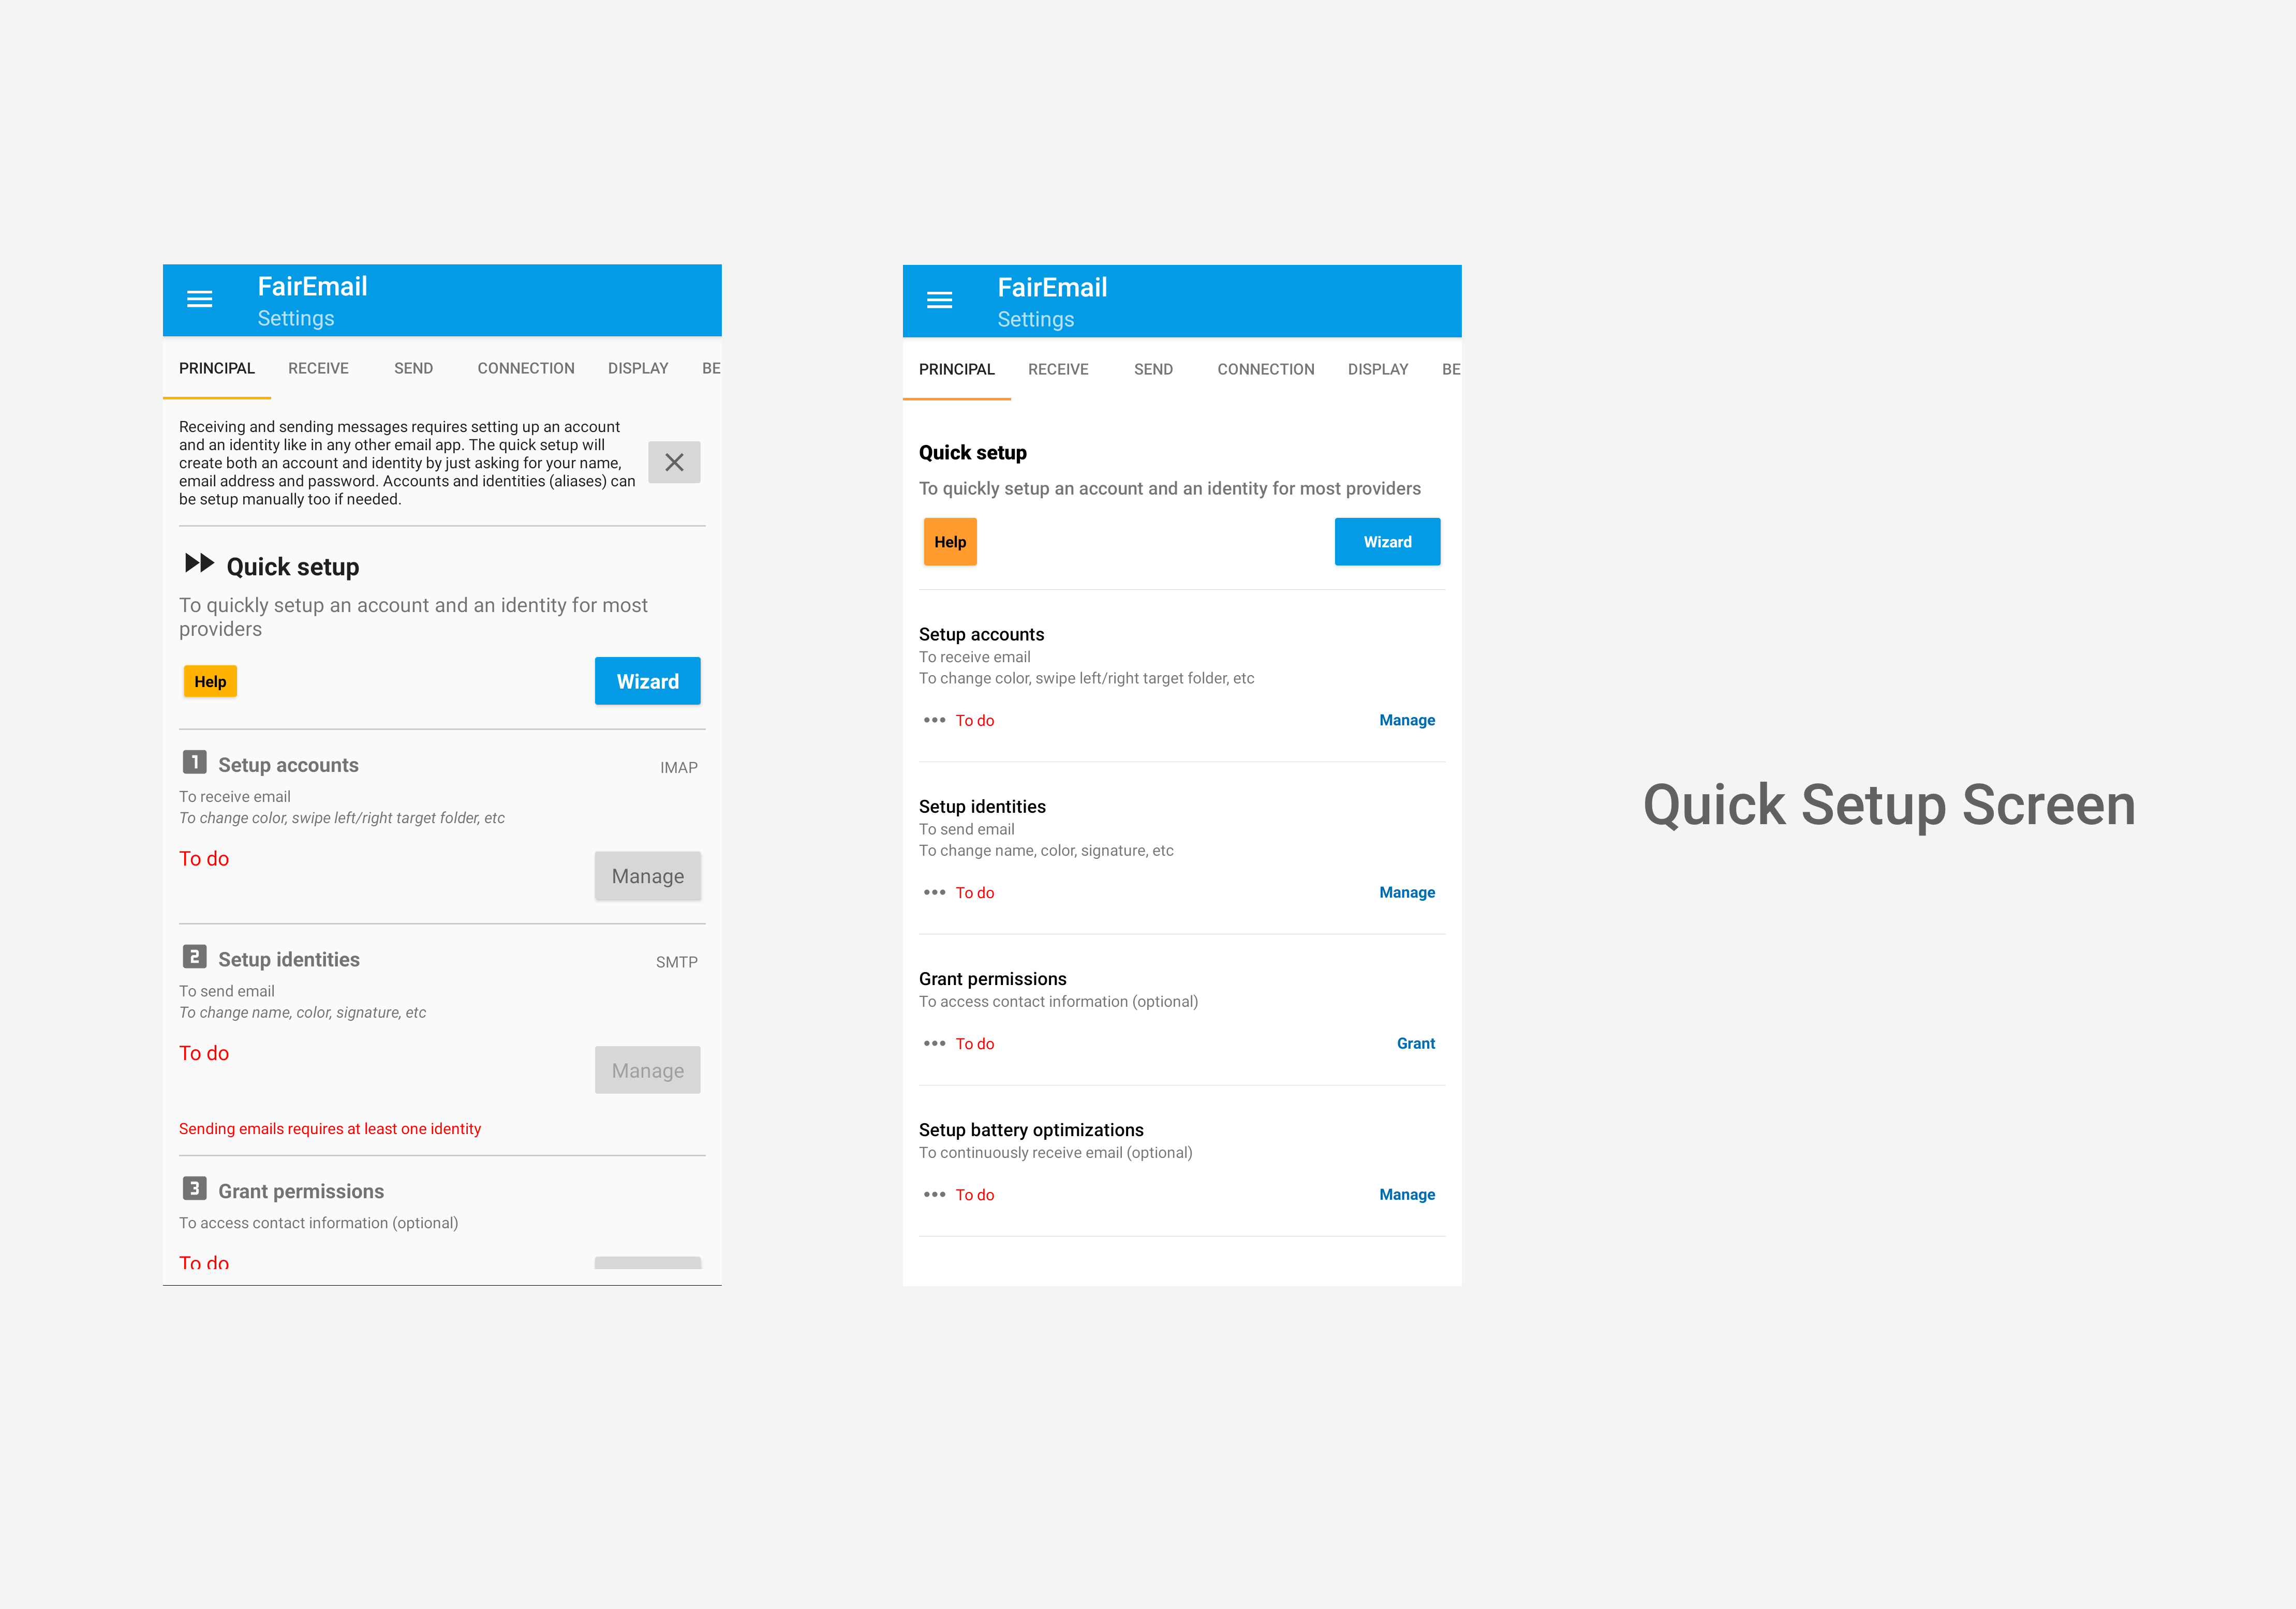 FairEmail
Settings
PRINCIPAL RECEIVE SEND CONNECTION DISPLAY BE
Receiving and sending messages requires setting up an account
and an identity like in any other email app. The quick setup will
create both an account and identity by just asking for your name,
email address and password. Accounts and identities (aliases) can
be setup manually too if needed.
Quick setup
To quickly setup an account and an identity for most
providers
Help Wizard
1 Setup accounts IMAP
To receive email
To change color, swipe left/right target folder, etc
To do
Manage
2 Setup identities SMTP
To send email
To change name, color, signature, etc
To do
Manage
Sending emails requires at least one identity
3 Grant permissions
To access contact information (optional)
To do
FairEmail
Settings
PRINCIPAL RECEIVE SEND CONNECTION DISPLAY BE
Quick setup
To quickly setup an account and an identity for most providers
Help Wizard
Setup accounts
To receive email
To change color, swipe left/right target folder, etc
To do Manage
Setup identities
To send email
To change name, color, signature, etc
To do Manage
Grant permissions
To access contact information (optional)
To do Grant
Setup battery optimizations
To continuously receive email (optional)
To do Manage
Quick Setup Screen